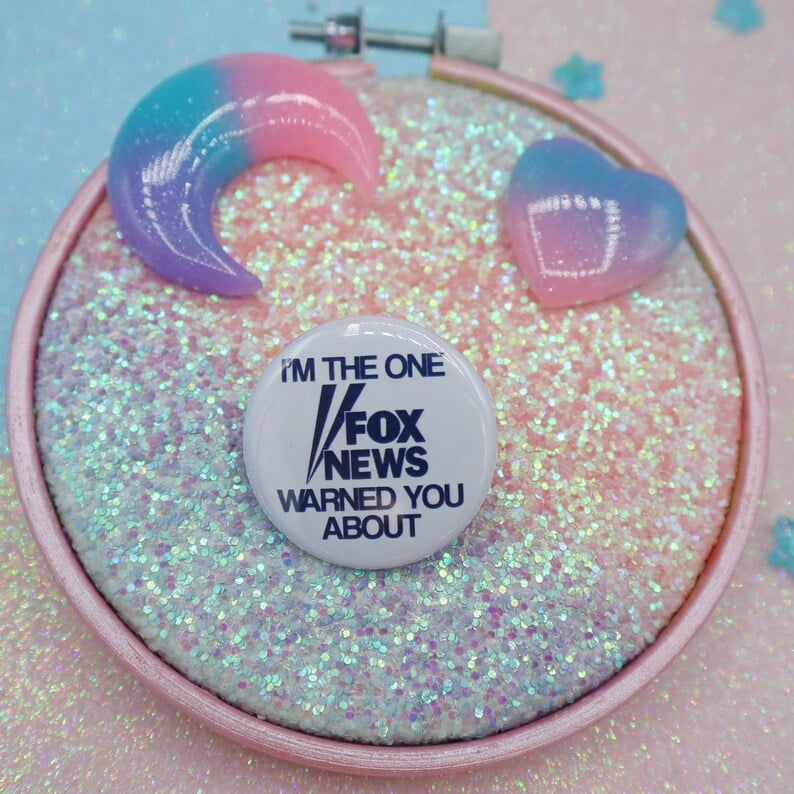 I'M THE ONE
FOX
NEWS
WARNED YOU
ABOUT